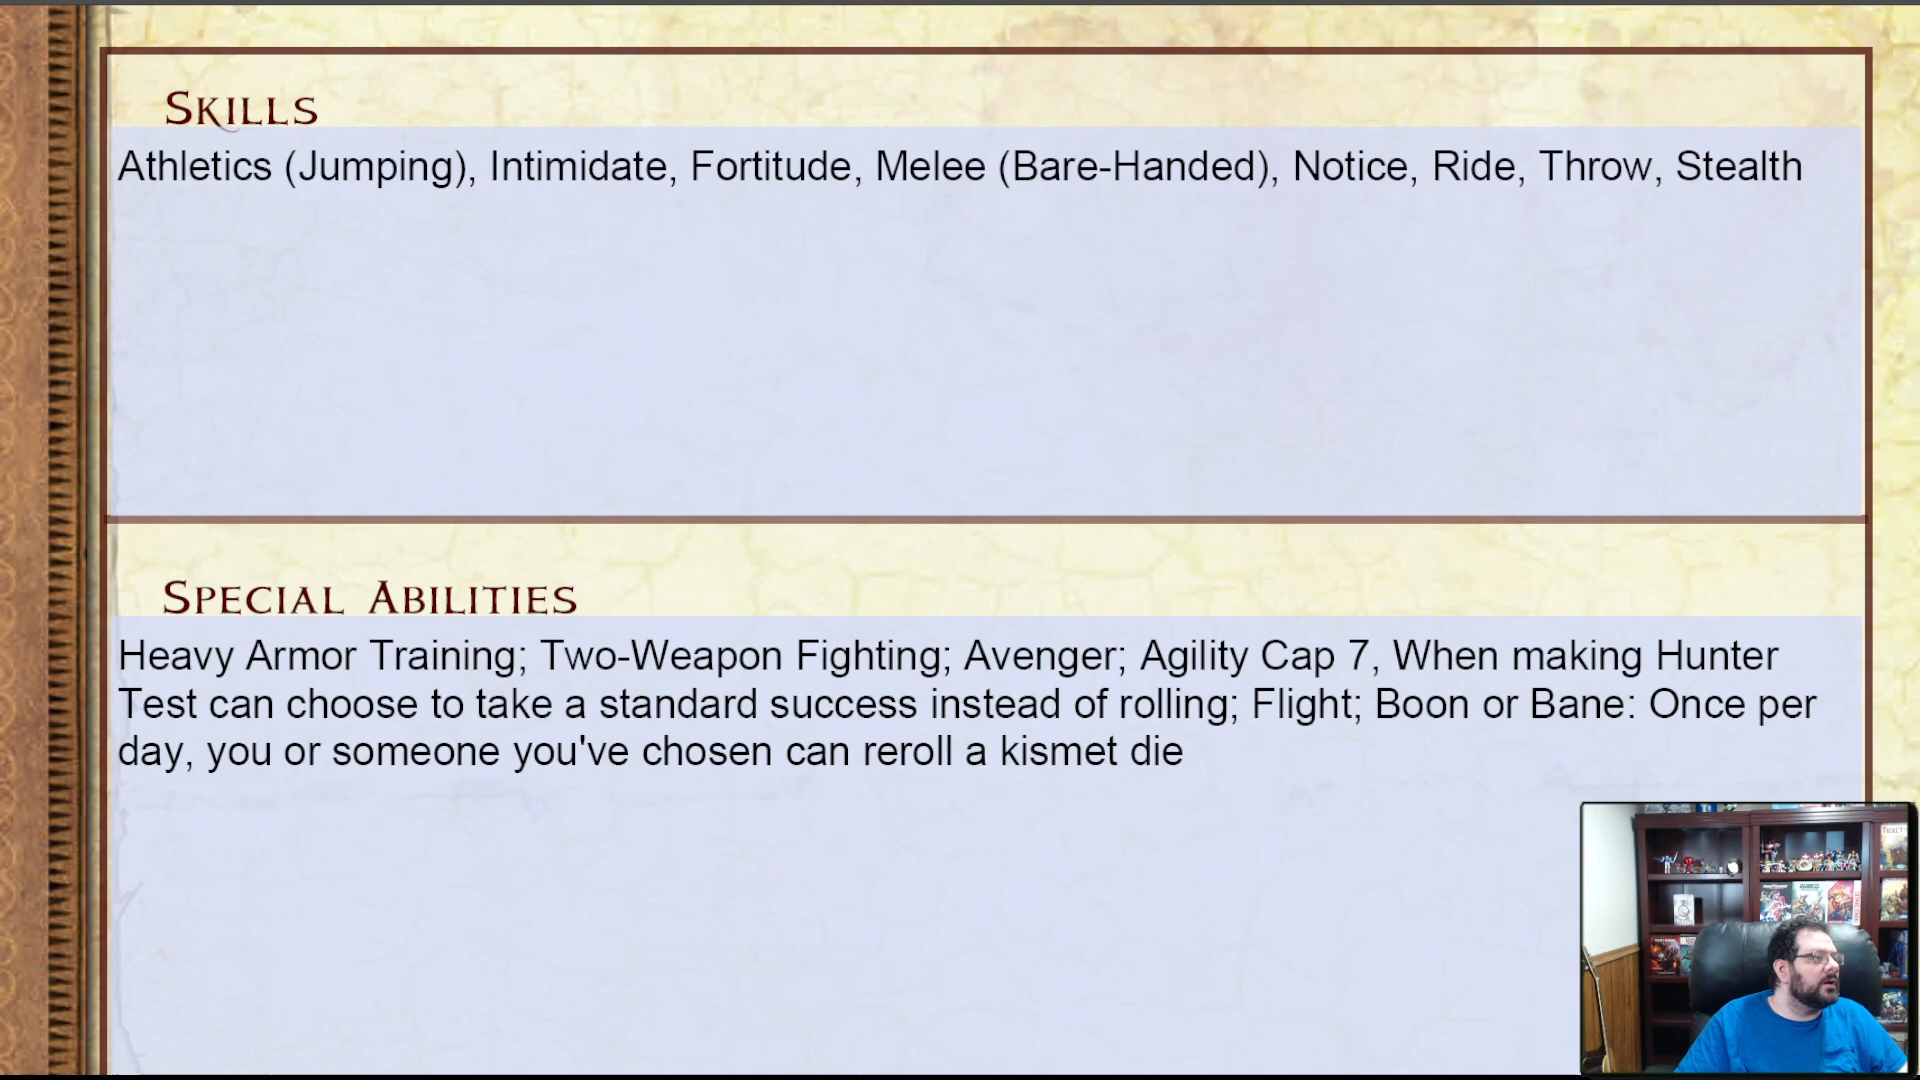 Skills
Athletics (Jumping), Intimidate, Fortitude, Melee (Bare-Handed), Notice, Ride, Throw, Stealth
Special Abilities
Heavy Armor Training; Two-Weapon Fighting; Avenger; Agility Cap 7, When making Hunter
Test can choose to take a standard success instead of rolling; Flight; Boon or Bane: Once per
day, you or someone you've chosen can reroll a kismet die